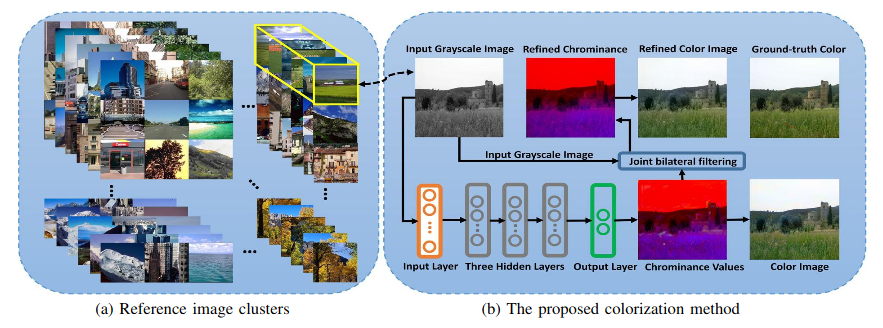 Input Grayscale Image
Refined Chrominance
Refined Color Image
Ground-truth Color
Input Grayscale Image
Joint bilateral filtering
Input Layer
Three Hidden Layers
Output Layer
Chrominance Values
Color Image
(a) Reference image clusters
(b) The proposed colorization method